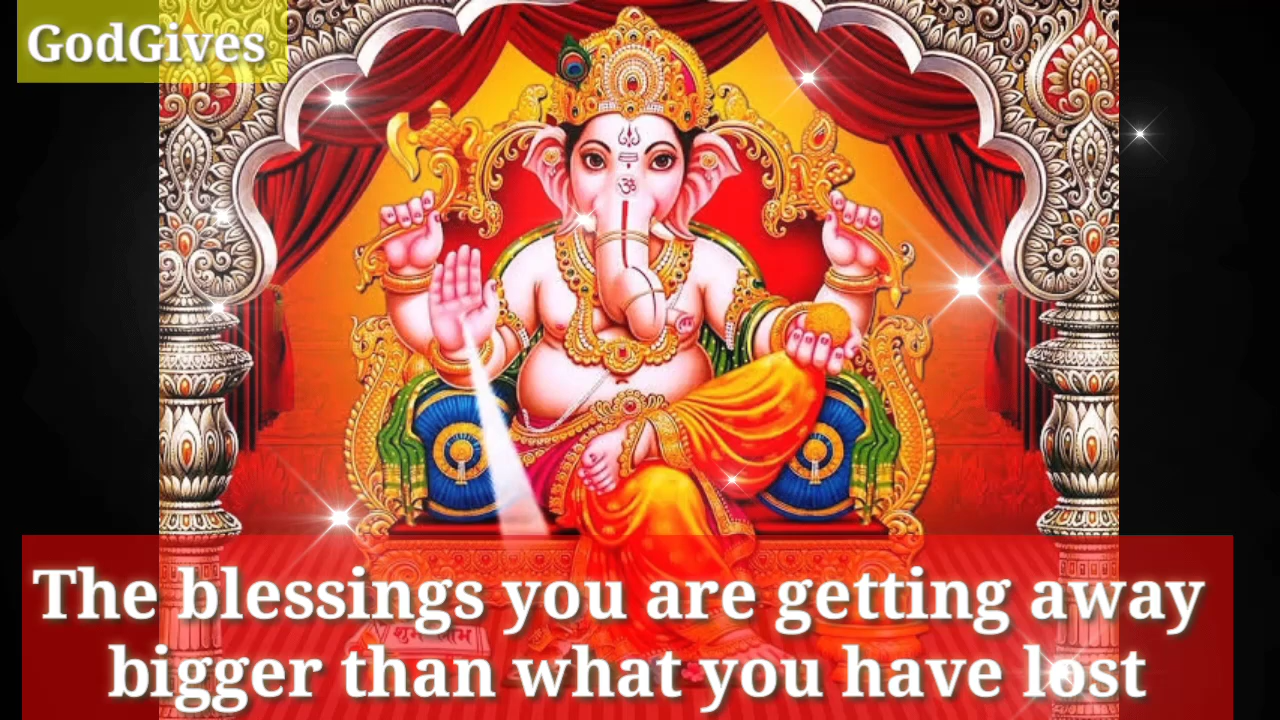 GodGives
ॐ
The blessings you are getting away
bigger than what you have lost
शुभ लाभ